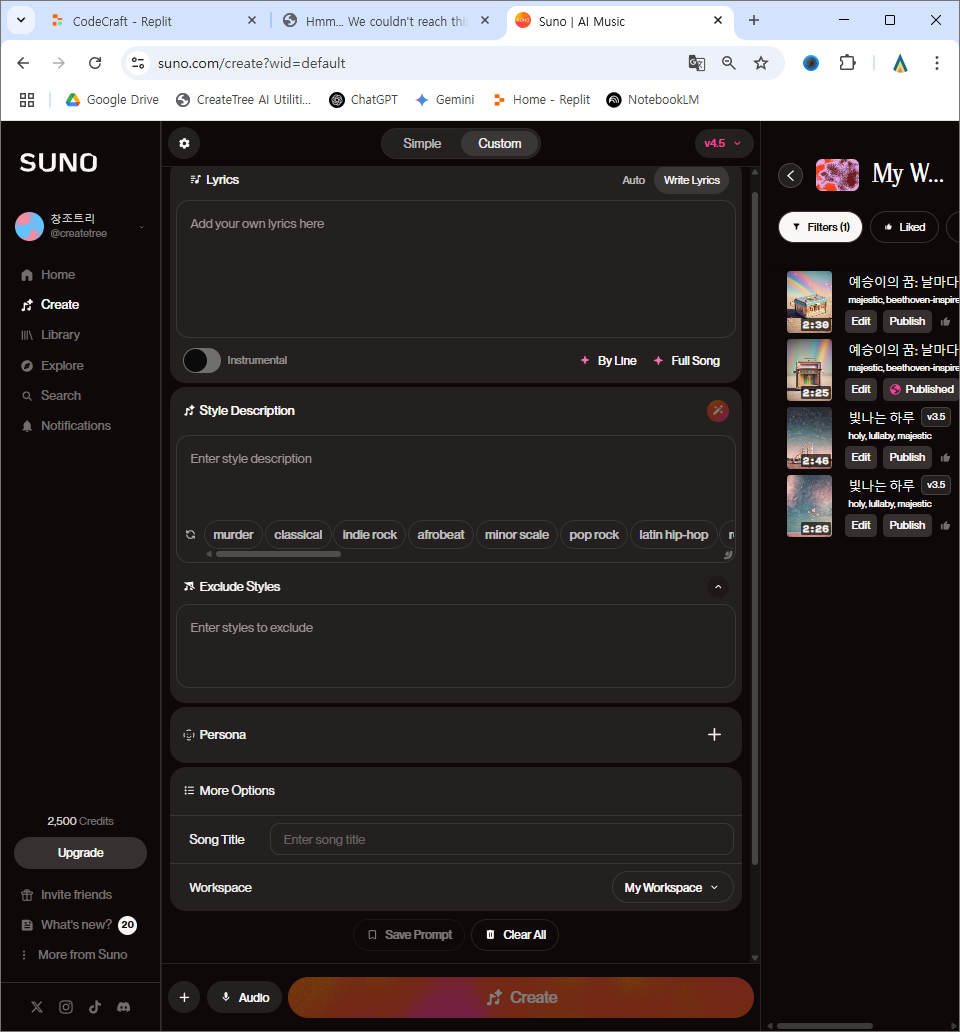 CodeCraft - Replit
Hmm... We couldn't reach this
Suno | AI Music
suno.com/create?wid=default
Google Drive
CreateTree AI Utiliti...
ChatGPT
Gemini
Home - Replit
NotebookLM
SUNO
창조트리
@createtree
Home
Create
Library
Explore
Search
Notifications
2,500 Credits
Upgrade
Invite friends
What's new? 20
More from Suno
Simple Custom
v4.5
Lyrics
Auto Write Lyrics
Add your own lyrics here
Instrumental
By Line Full Song
Style Description
Enter style description
murder classical indie rock afrobeat minor scale pop rock latin hip-hop
Exclude Styles
Enter styles to exclude
Persona
More Options
Song Title Enter song title
Workspace My Workspace
Save Prompt Clear All
Audio Create
My W...
Filters (1) Liked
예승이의 꿈: 날마다
majestic, beethoven-inspire
2:30
Edit Publish
예승이의 꿈: 날마다
majestic, beethoven-inspire
2:25
Edit Published
빛나는 하루 v3.5
holy, lullaby, majestic
2:46
Edit Publish
빛나는 하루 v3.5
holy, lullaby, majestic
2:26
Edit Publish